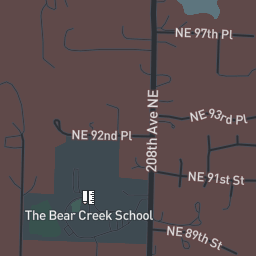 NE 97th Pl
NE 93rd Pl
208th Ave NE
NE 92nd Pl
NE 91st St
The Bear Creek School
NE 89th St